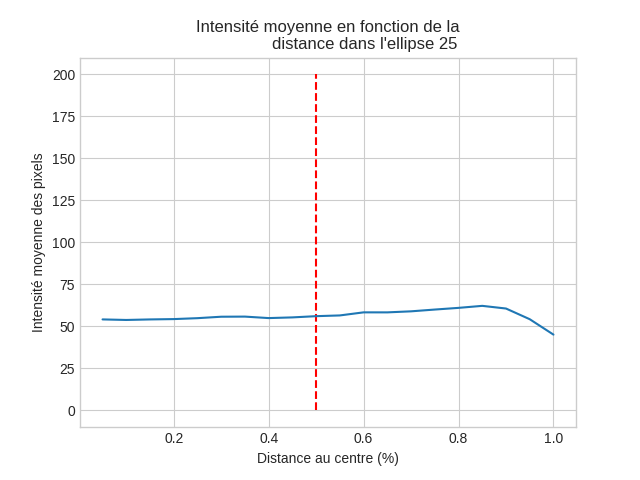 Intensité moyenne en fonction de la
distance dans l'ellipse 25
Intensité moyenne des pixels
200
175
150
125
100
75
50
25
0
0.2 0.4 0.6 0.8 1.0
Distance au centre (%)